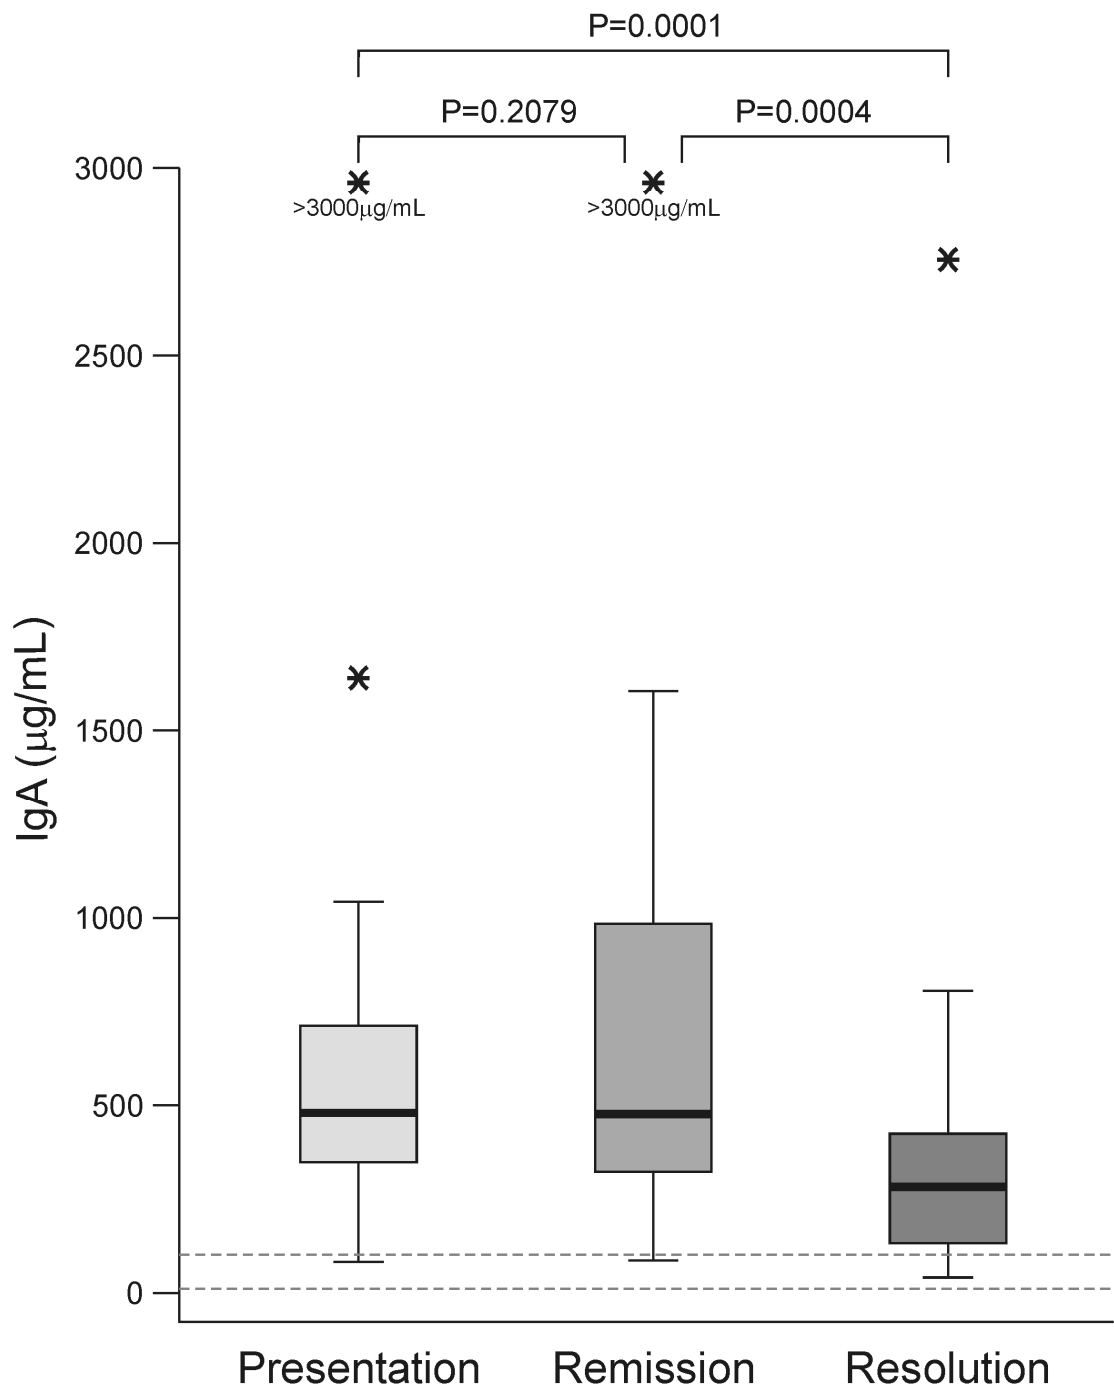 P=0.0001
P=0.2079 P=0.0004
3000
>3000μg/mL >3000μg/mL
2500
2000
1500
1000
500
0
IgA (μg/mL)
Presentation Remission Resolution